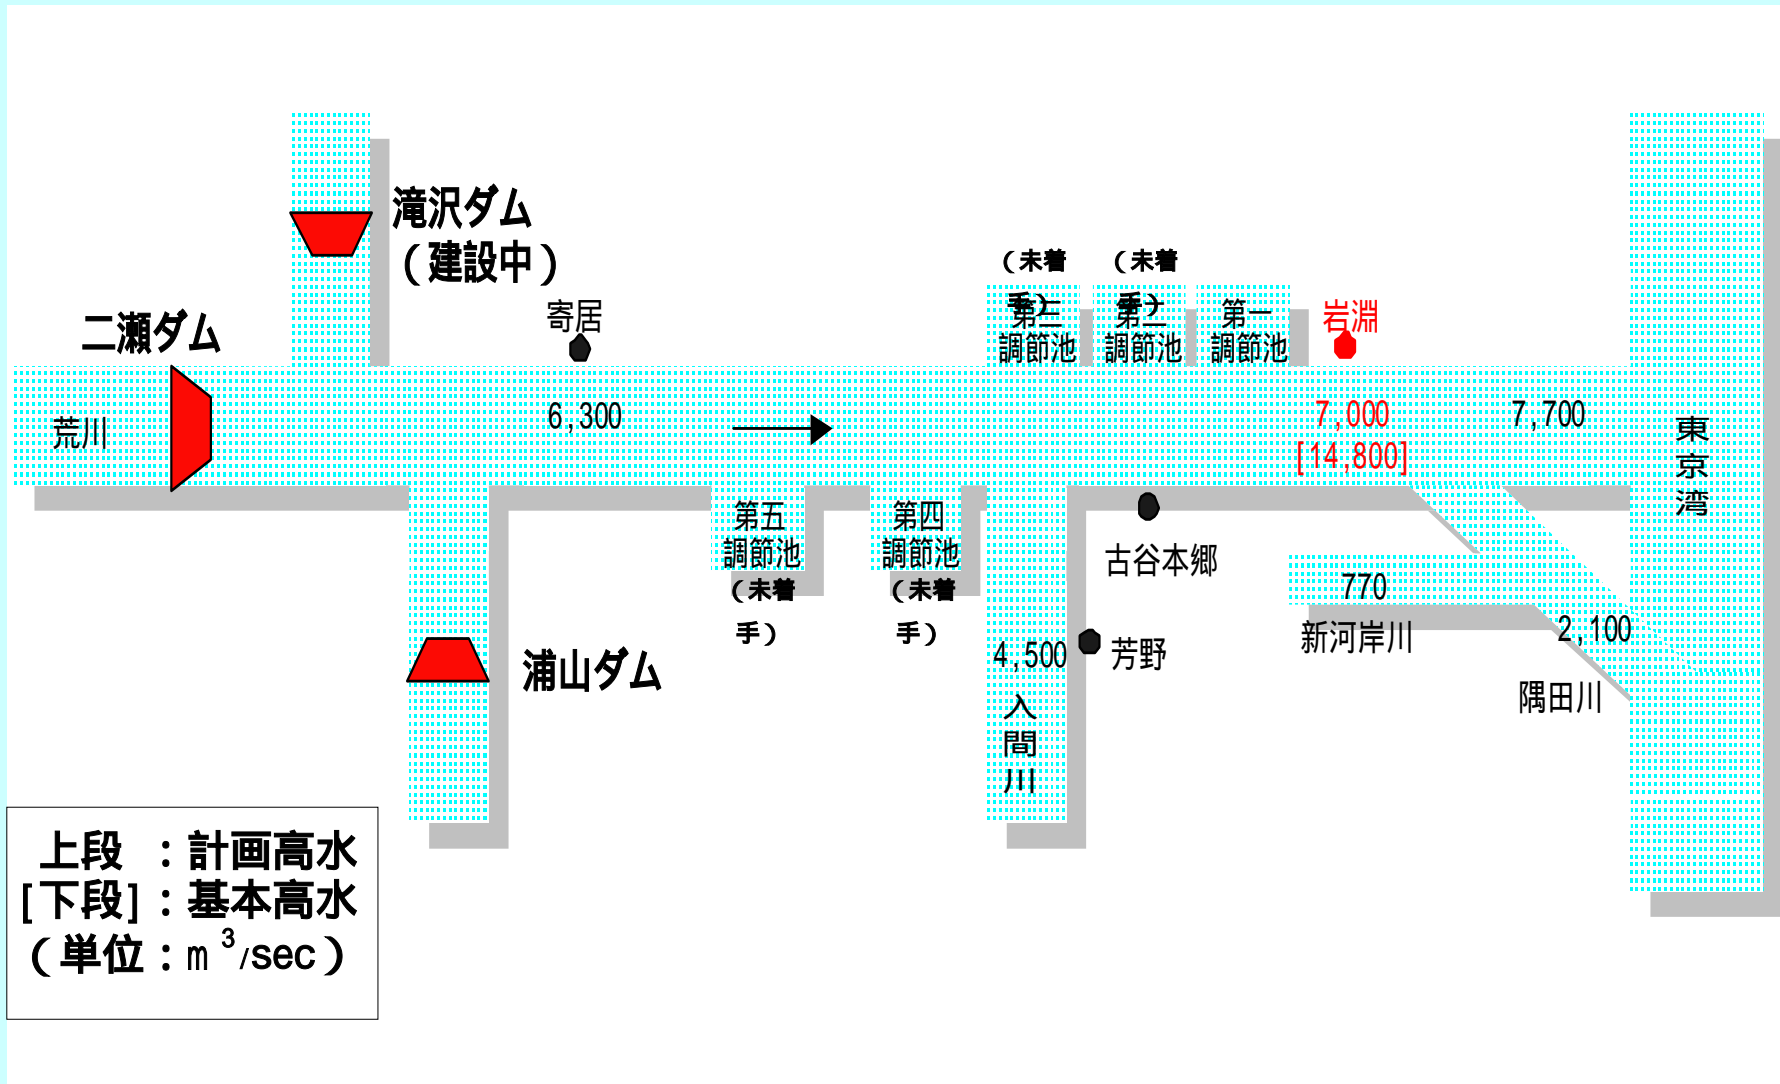 滝沢ダム
（建設中）
二瀬ダム
寄居
（未着
手）
第三
調節池
（未着
手）
第二
調節池
第一
調節池
岩淵
荒川
6,300
7,000
[14,800]
7,700
東京湾
第五
調節池
（未着
手）
第四
調節池
（未着
手）
古谷本郷
芳野
4,500
入間川
770
新河岸川
2,100
隅田川
浦山ダム
上段 ：計画高水
[下段]：基本高水
（単位：m³/sec）